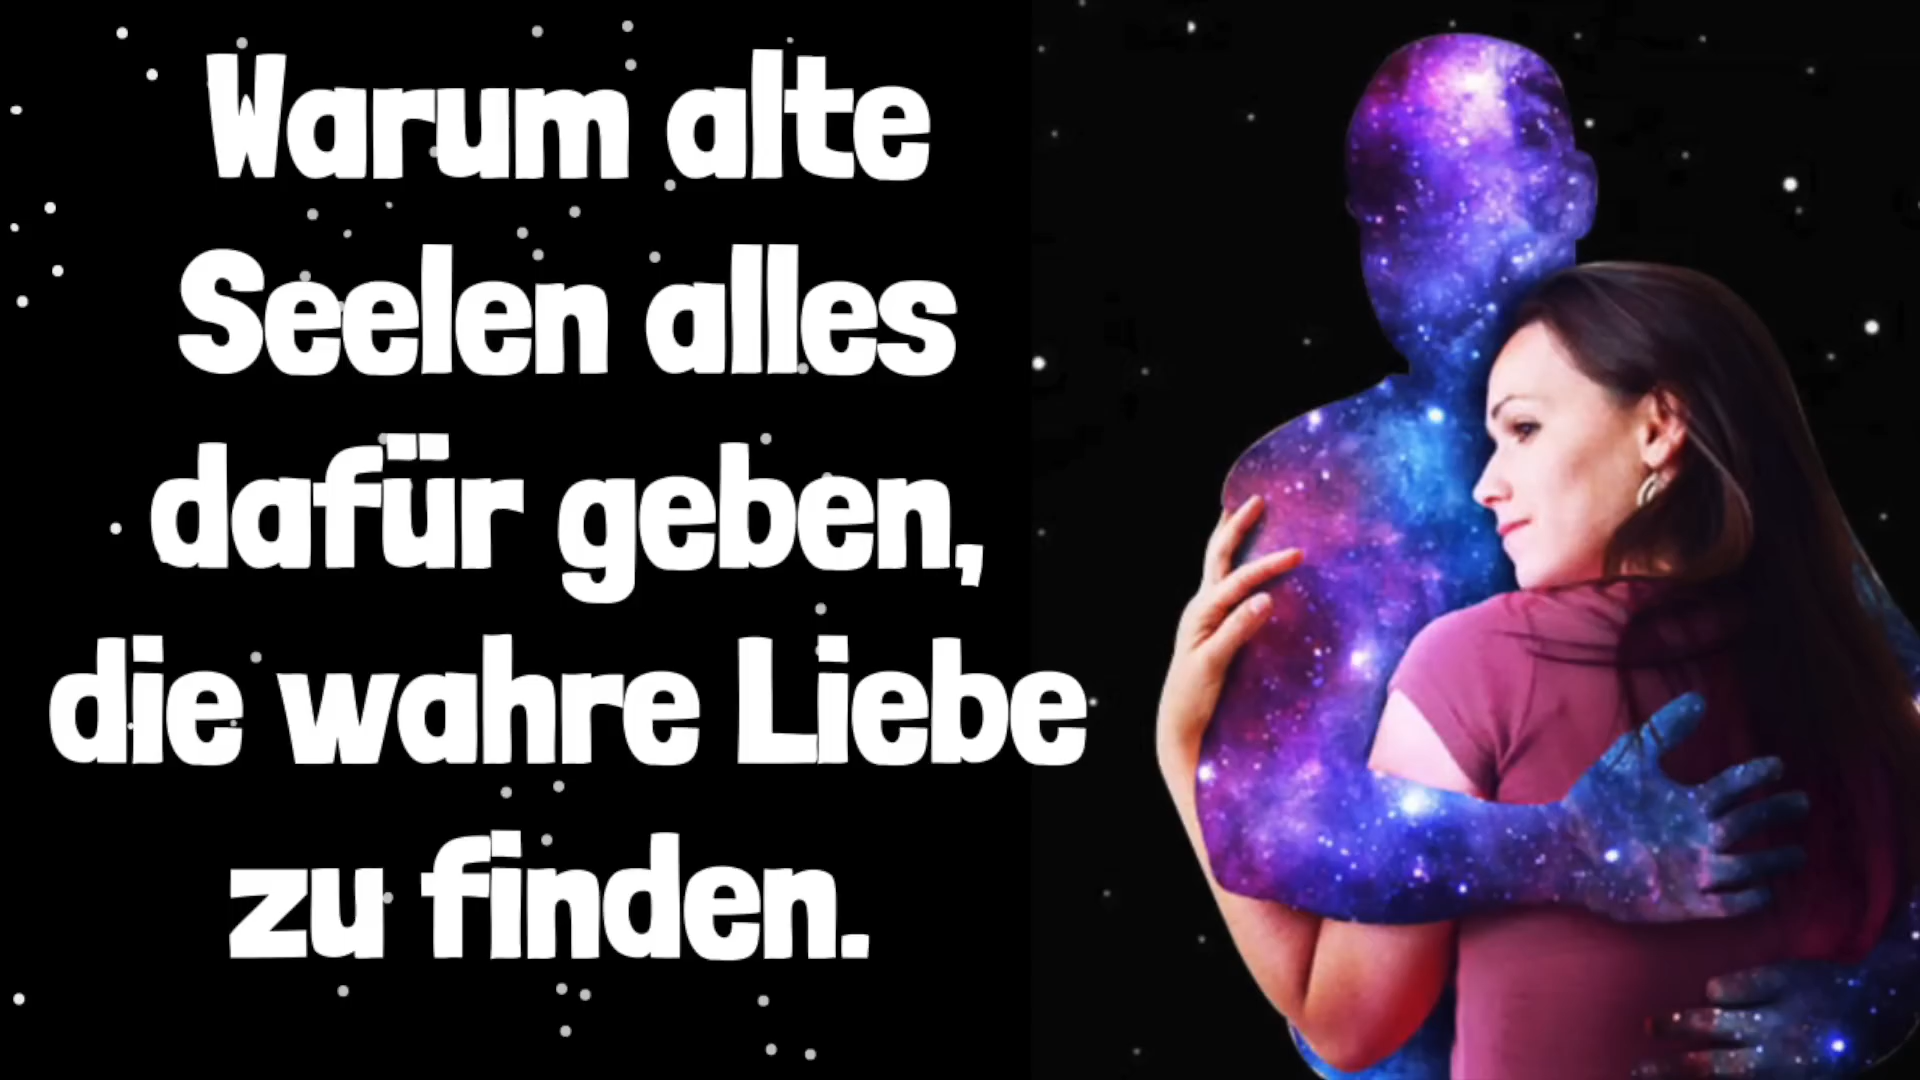 Warum alte
Seelen alles
dafür geben,
die wahre Liebe
zu finden.